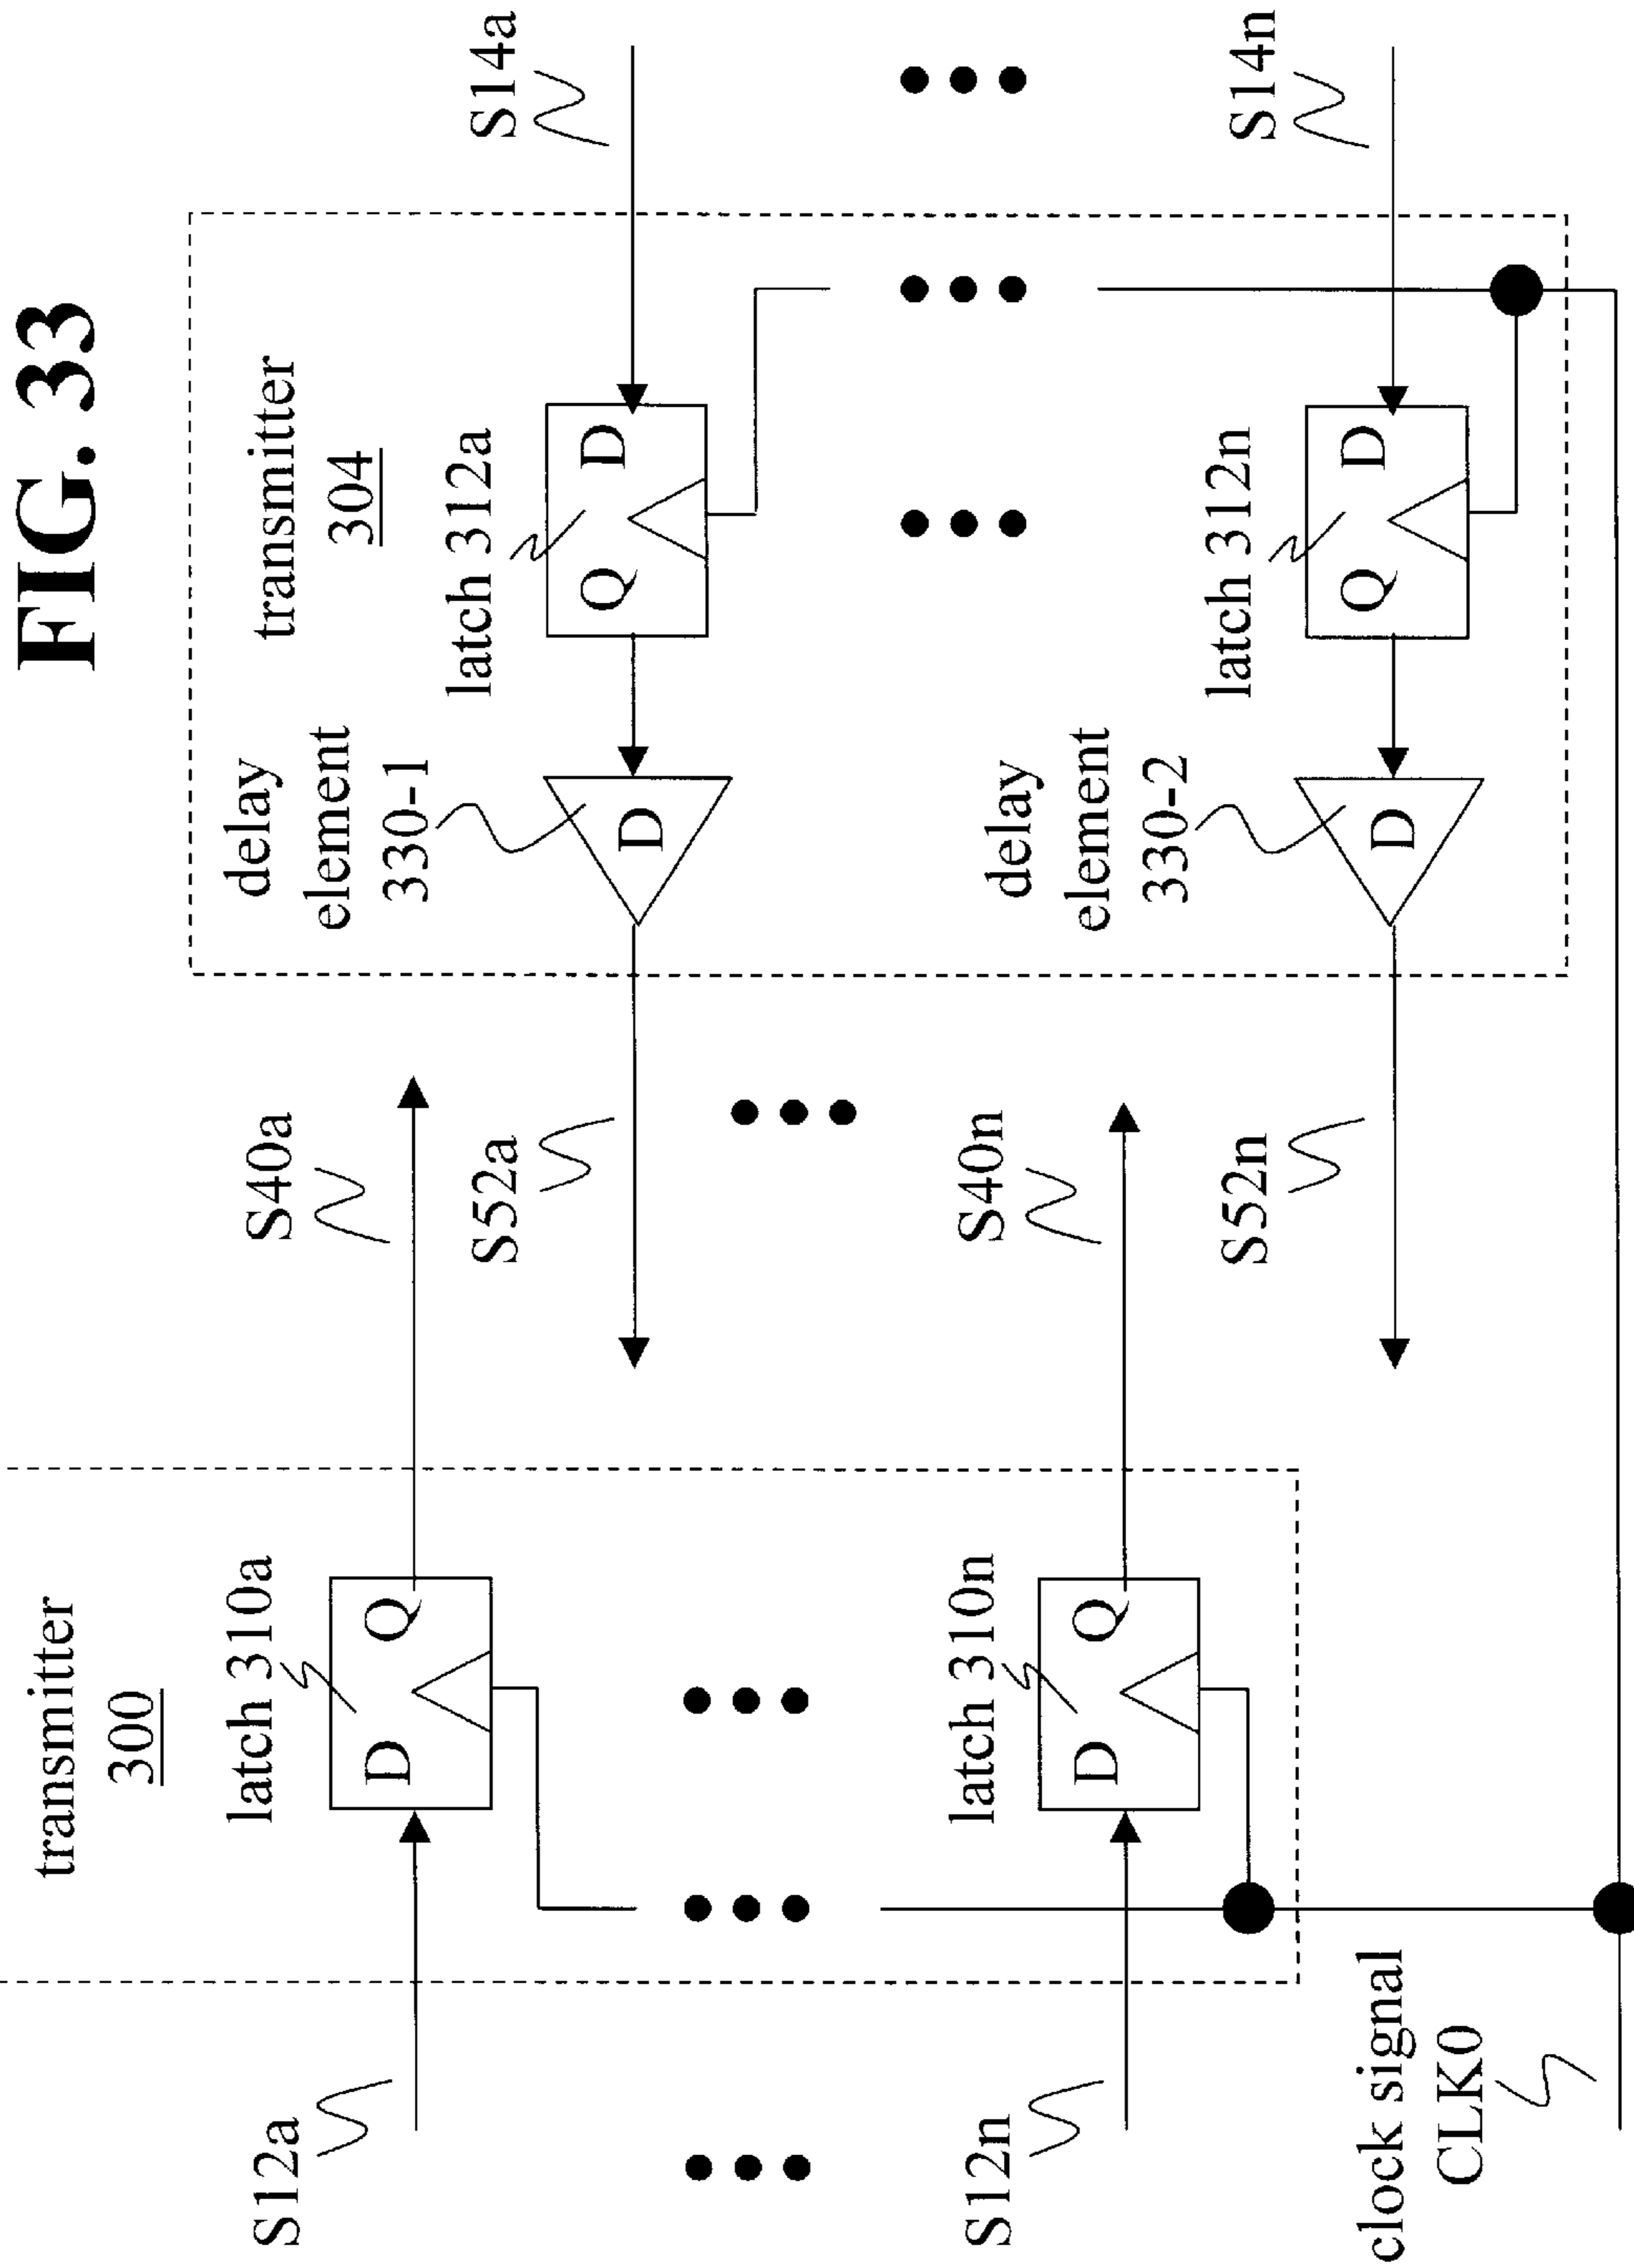 FIG. 33
transmitter
300
latch 310a
D Q
S12a
S40a
S52a
delay
element
330-1
D
transmitter
304
latch 312a
Q D
S14a
latch 310n
D Q
S12n
S40n
S52n
delay
element
330-2
D
latch 312n
Q D
S14n
clock signal
CLK0